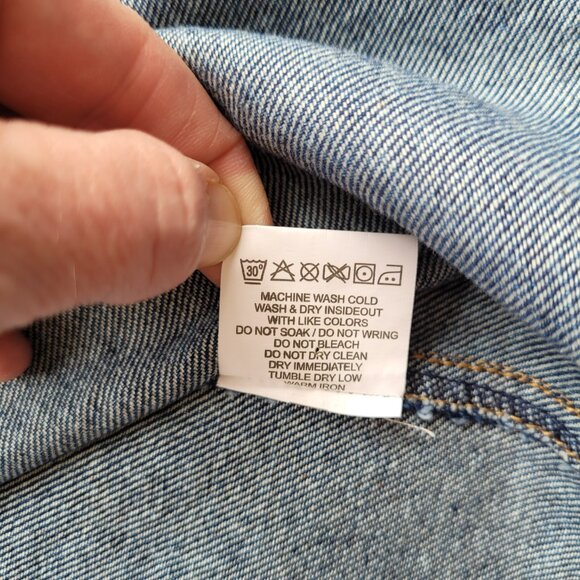 30°
MACHINE WASH COLD
WASH & DRY INSIDEOUT
WITH LIKE COLORS
DO NOT SOAK / DO NOT WRING
DO NOT BLEACH
DO NOT DRY CLEAN
DRY IMMEDIATELY
TUMBLE DRY LOW
WARM IRON